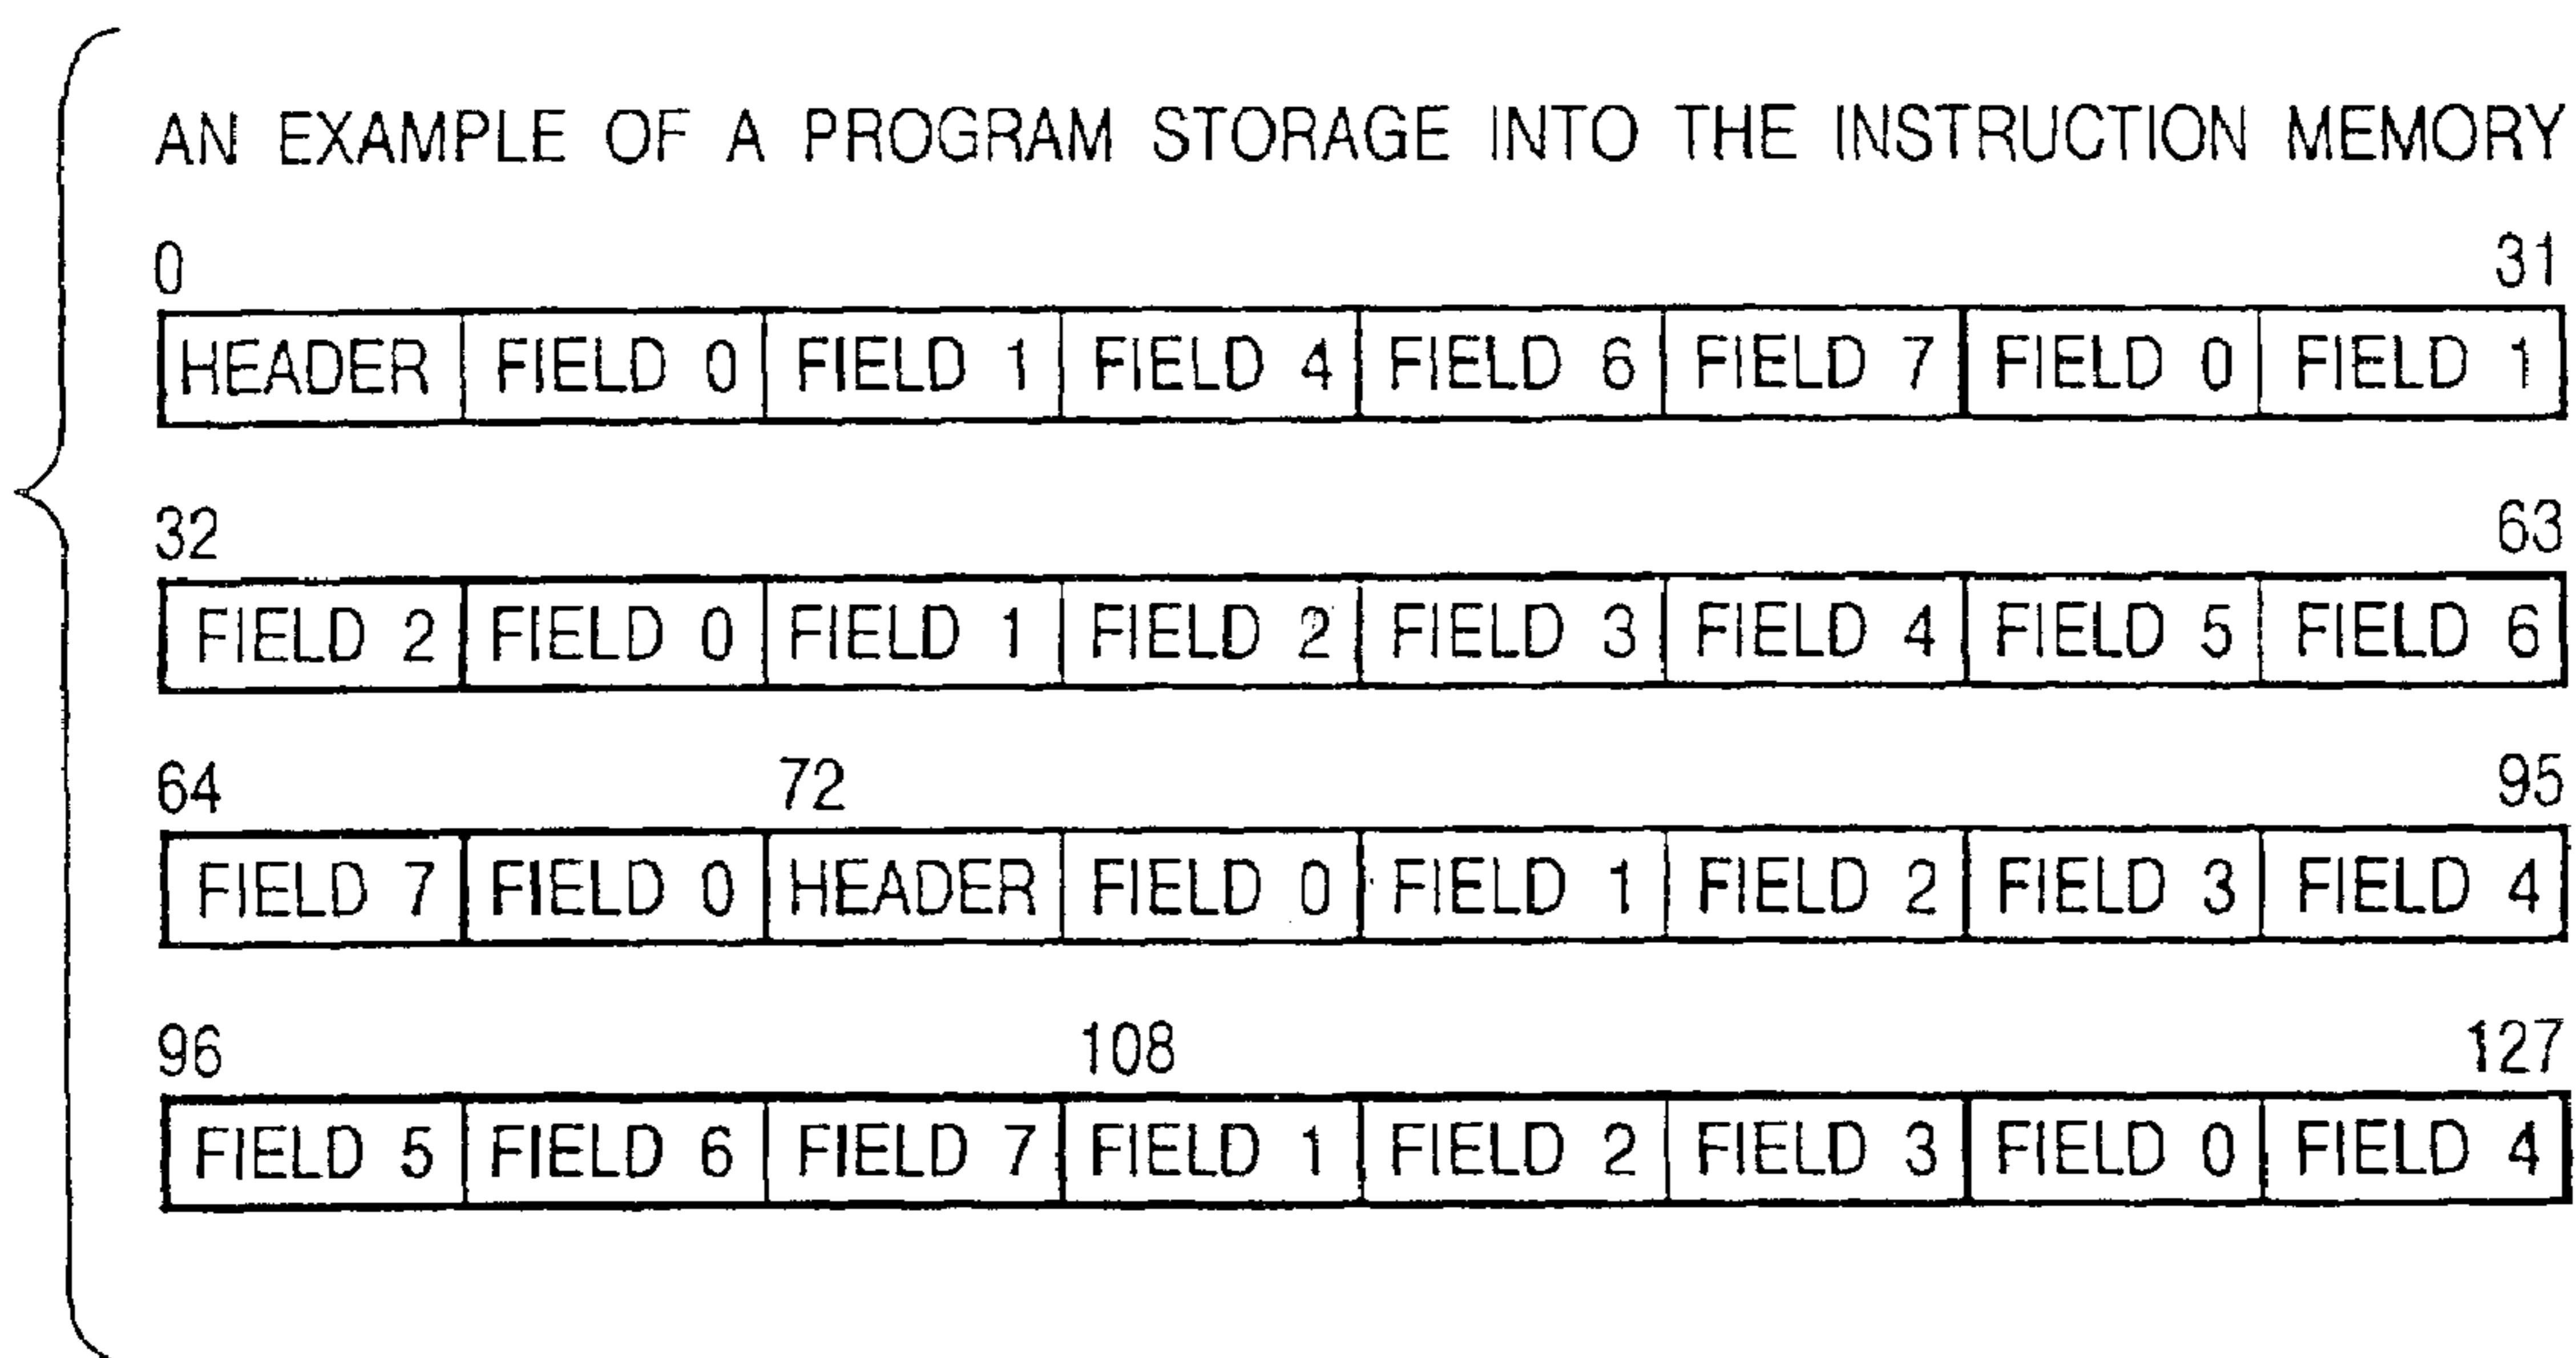 AN EXAMPLE OF A PROGRAM STORAGE INTO THE INSTRUCTION MEMORY
0 31
HEADER FIELD 0 FIELD 1 FIELD 4 FIELD 6 FIELD 7 FIELD 0 FIELD 1
32 63
FIELD 2 FIELD 0 FIELD 1 FIELD 2 FIELD 3 FIELD 4 FIELD 5 FIELD 6
64 72 95
FIELD 7 FIELD 0 HEADER FIELD 0 FIELD 1 FIELD 2 FIELD 3 FIELD 4
96 108 127
FIELD 5 FIELD 6 FIELD 7 FIELD 1 FIELD 2 FIELD 3 FIELD 0 FIELD 4